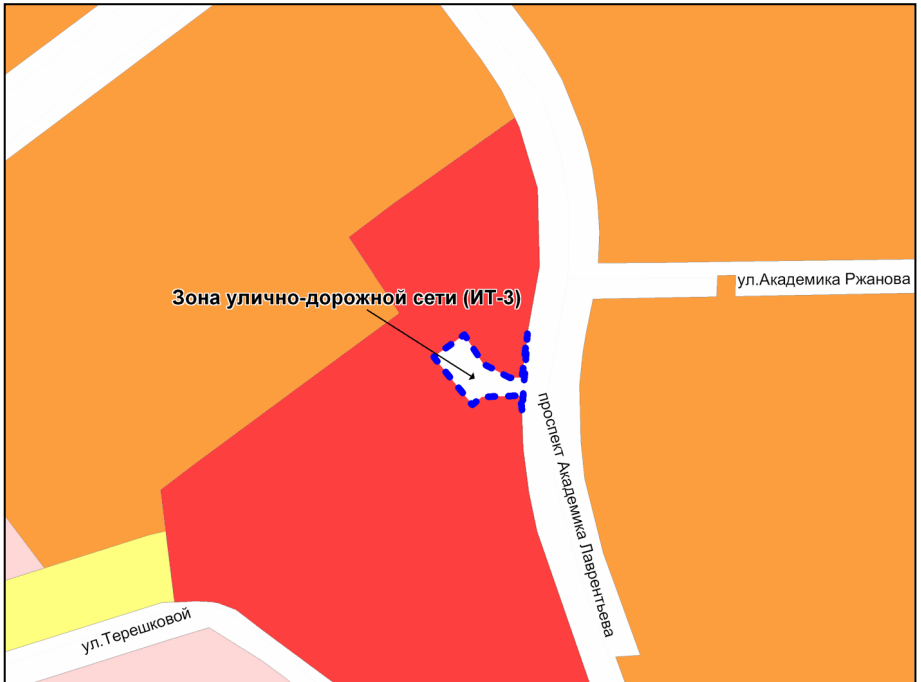 ул.Академика Ржанова
Зона улично-дорожной сети (ИТ-3)
проспект Академика Лаврентьева
ул.Терешковой